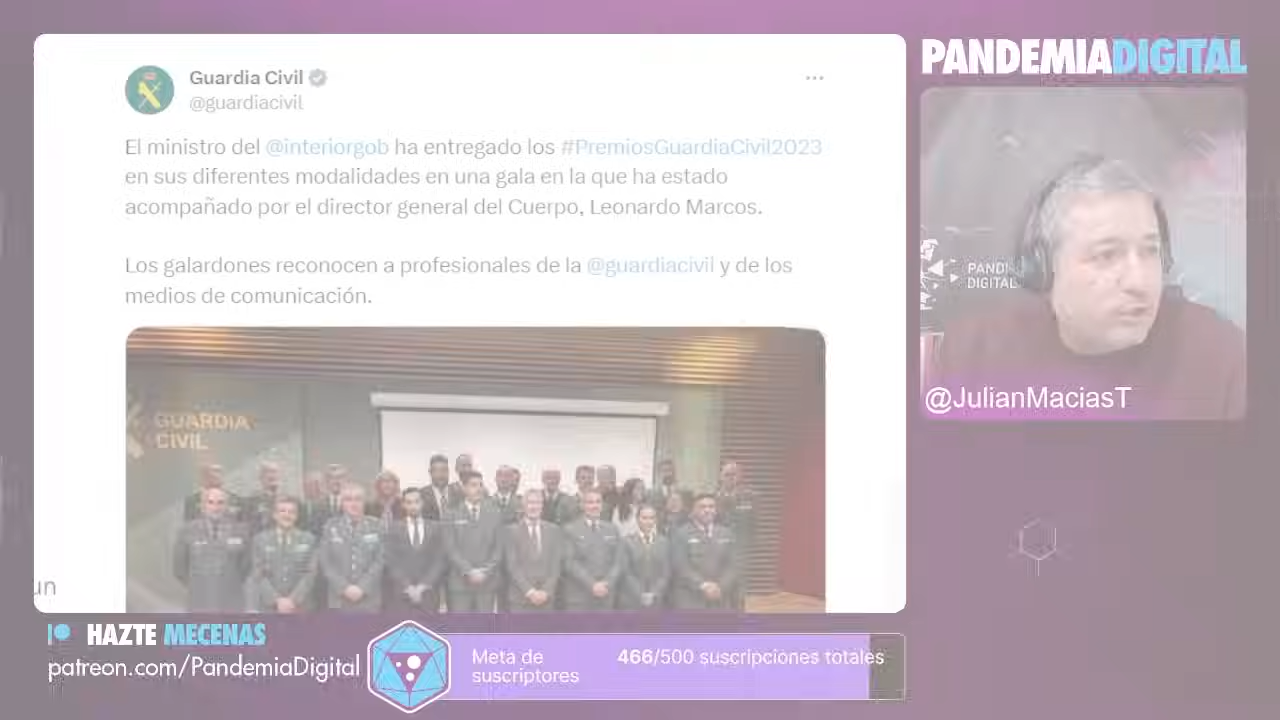 PANDEMIADIGITAL
Guardia Civil
@guardiacivil
El ministro del @interiorgob ha entregado los #PremiosGuardiaCivil2023
en sus diferentes modalidades en una gala en la que ha estado
acompañado por el director general del Cuerpo, Leonardo Marcos.
Los galardones reconocen a profesionales de la @guardiacivil y de los
medios de comunicación.
GUARDIA
CIVIL
un
DIGITAL
@JulianMaciasT
HAZTE MECENAS
patreon.com/PandemiaDigital
Meta de
suscriptores
466/500 suscripciones totales